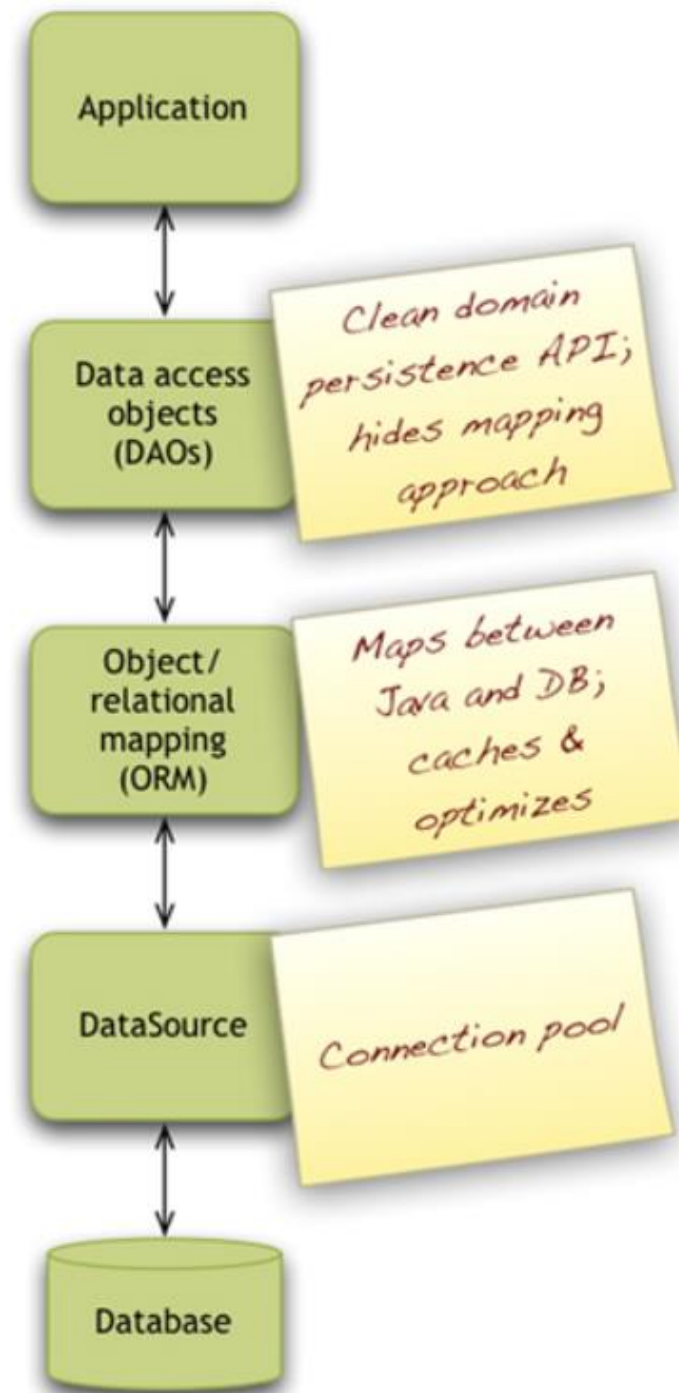 Application
Data access
objects
(DAOs)
Clean domain
persistence API;
hides mapping
approach
Object/
relational
mapping
(ORM)
Maps between
Java and DB;
caches &
optimizes
DataSource
Connection pool
Database